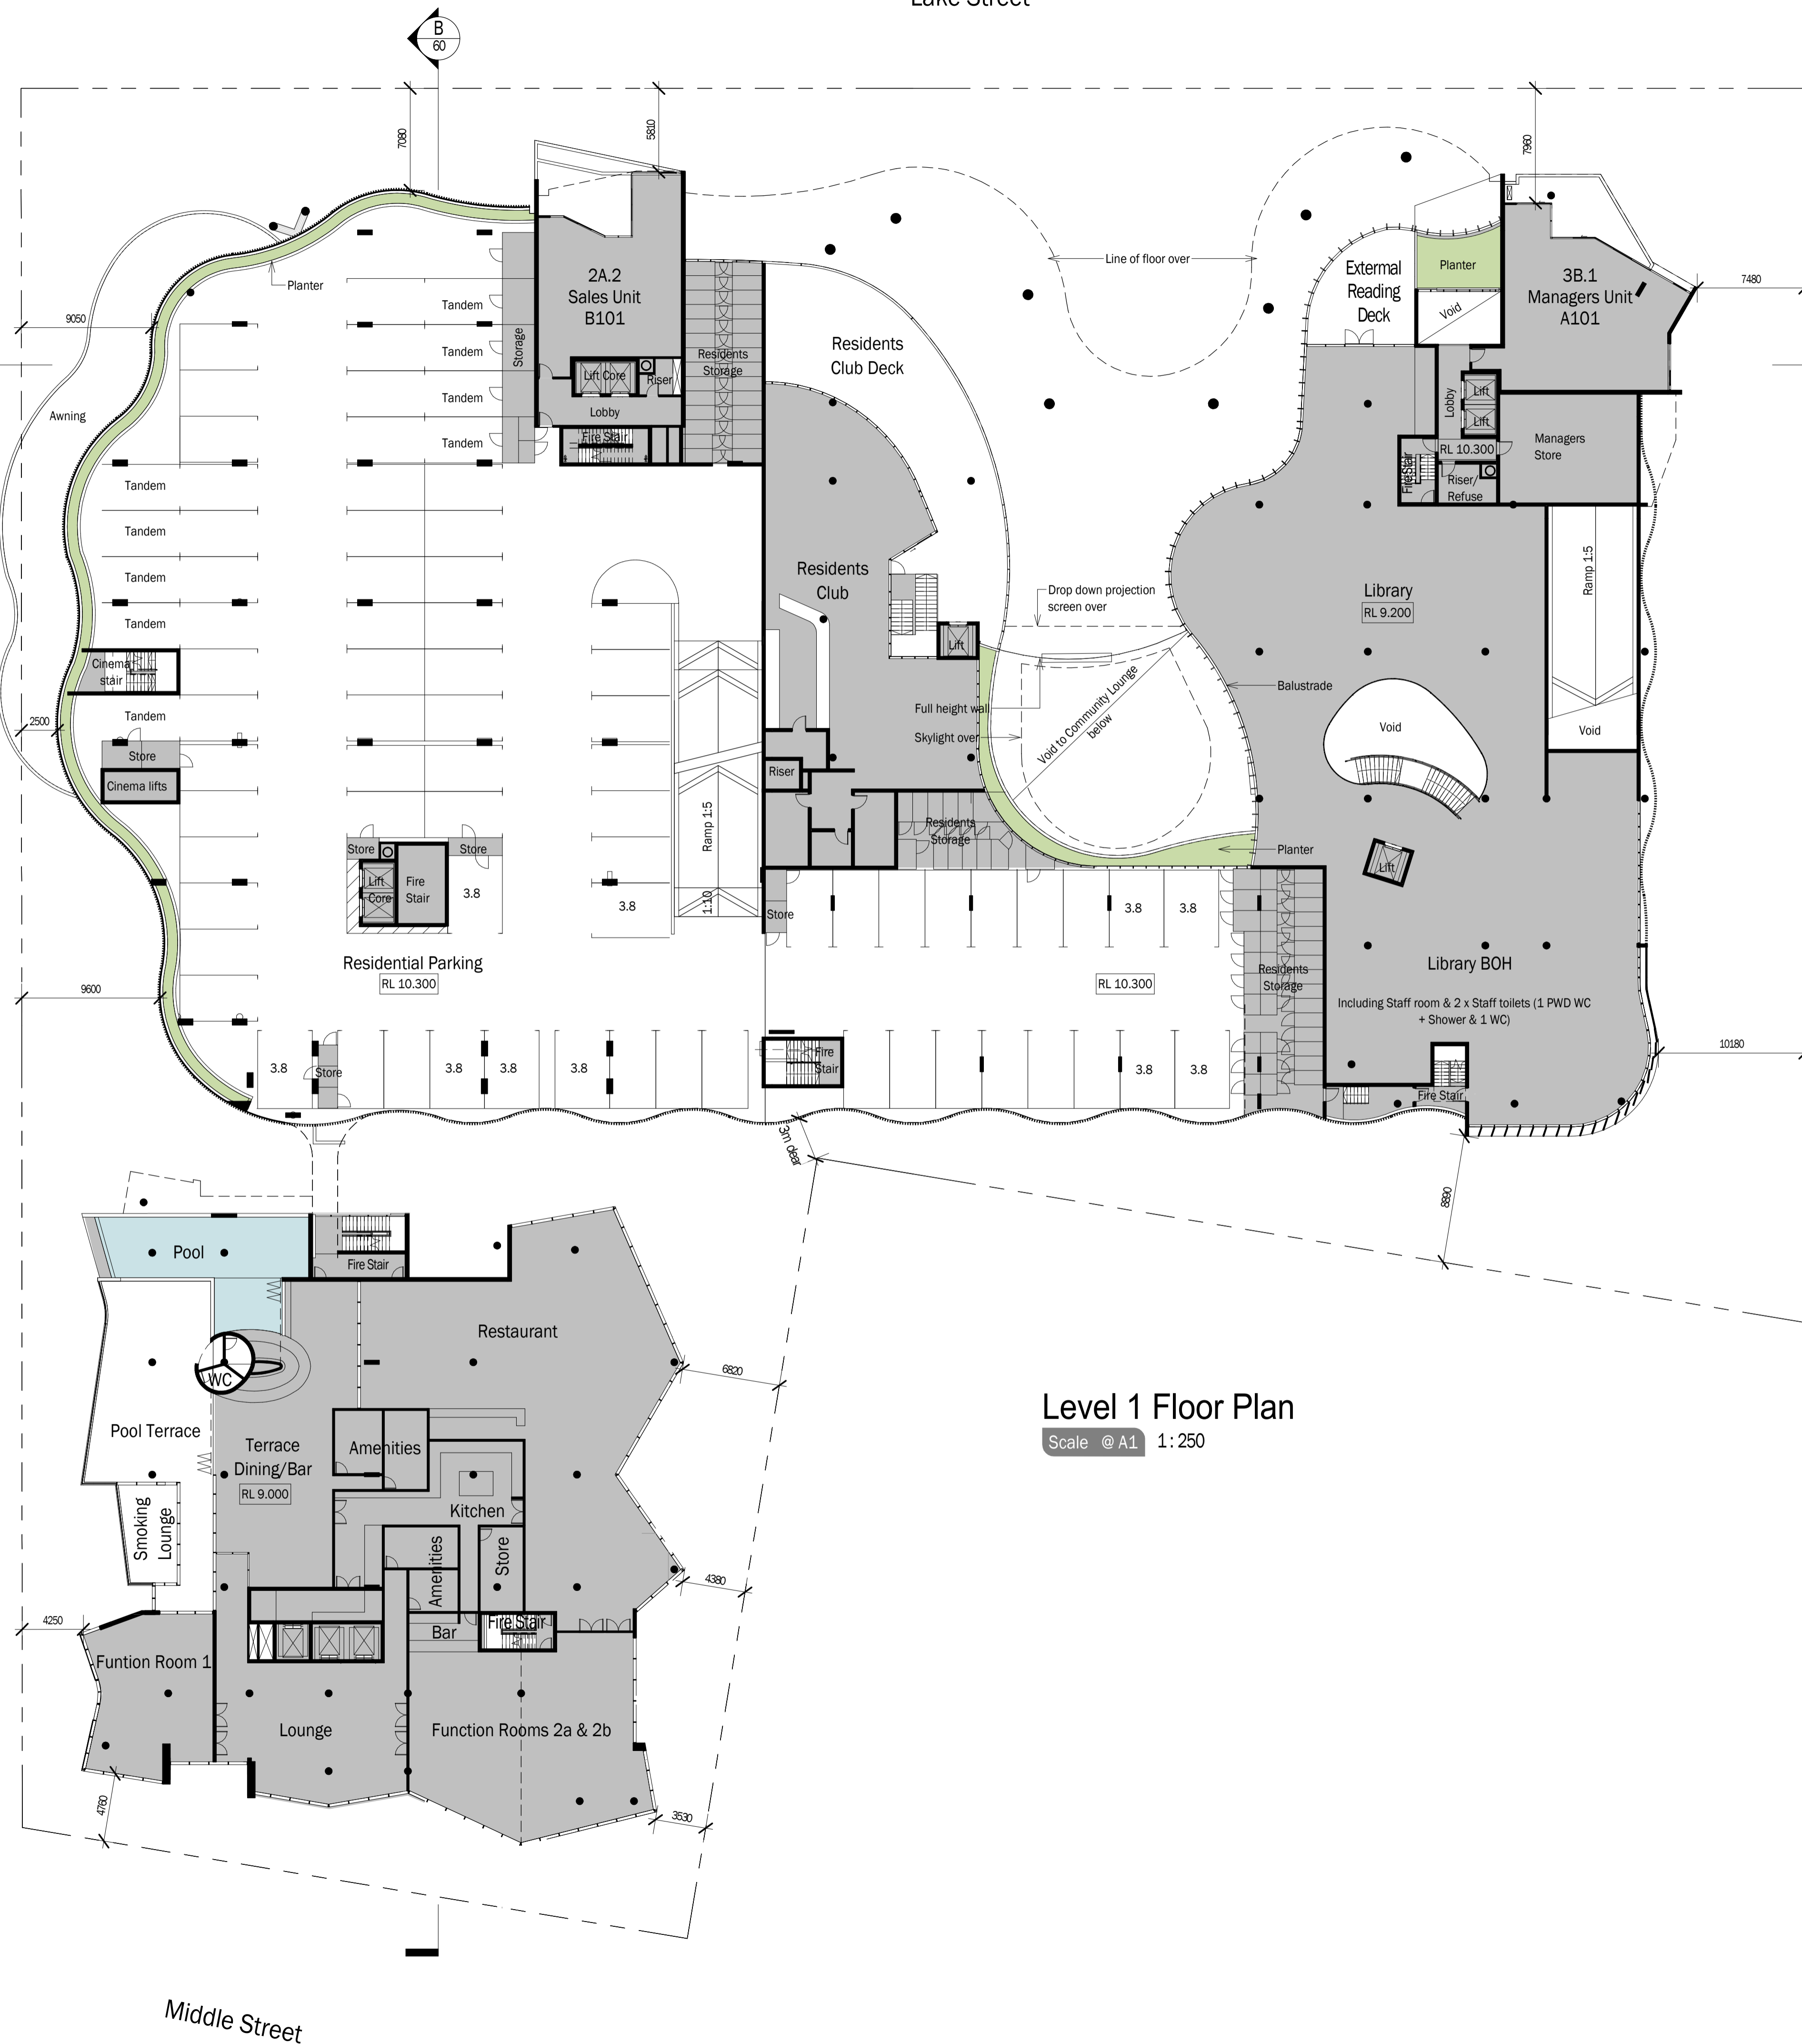 Lake Street
B
60
7080
5810
7960
2A.2
Sales Unit
B101
Planter
Tandem
Tandem
Tandem
Tandem
Storage
9050
Awning
Lift Core
Riser
Lobby
Fire Stair
Residents
Storage
Residents
Club Deck
Line of floor over
Extermal
Reading
Deck
Planter
Void
3B.1
Managers Unit
A101
7480
Lobby
Lift
Lift
RL 10.300
Fire Stair
Riser/
Refuse
Managers
Store
Tandem
Tandem
Tandem
Tandem
Cinema
stair
Tandem
2500
Store
Cinema lifts
Residents
Club
Lift
Drop down projection
screen over
Library
RL 9.200
Ramp 1:5
Full height wall
Skylight over
Void to Community Lounge
below
Balustrade
Void
Void
Riser
Ramp 1:5
1:10
Residents
Storage
Planter
Lift
Store
Store
Lift
Core
Fire
Stair
3.8
3.8
Store
3.8
3.8
Residential Parking
RL 10.300
RL 10.300
Residents
Storage
Library BOH
Including Staff room & 2 x Staff toilets (1 PWD WC
+ Shower & 1 WC)
9600
10180
3.8
Store
3.8
3.8
3.8
Fire
Stair
3.8
3.8
Fire Stair
3m clear
8890
Pool
Fire Stair
Restaurant
WC
6820
Pool Terrace
Terrace
Dining/Bar
RL 9.000
Amenities
Kitchen
Smoking
Lounge
Amenities
Store
4380
Level 1 Floor Plan
Scale @ A1 1:250
4250
Bar
Fire Stair
Funtion Room 1
Lounge
Function Rooms 2a & 2b
4760
3530
Middle Street